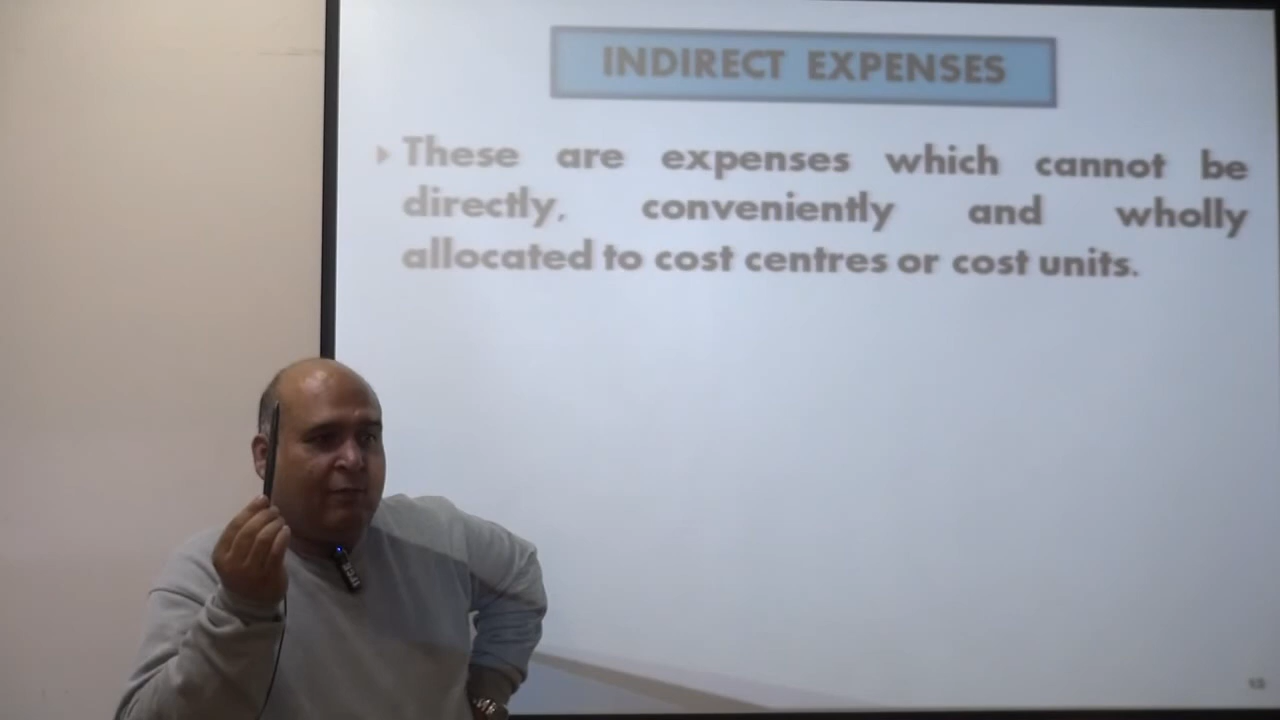 INDIRECT EXPENSES
These are expenses which cannot be
directly, conveniently and wholly
allocated to cost centres or cost units.